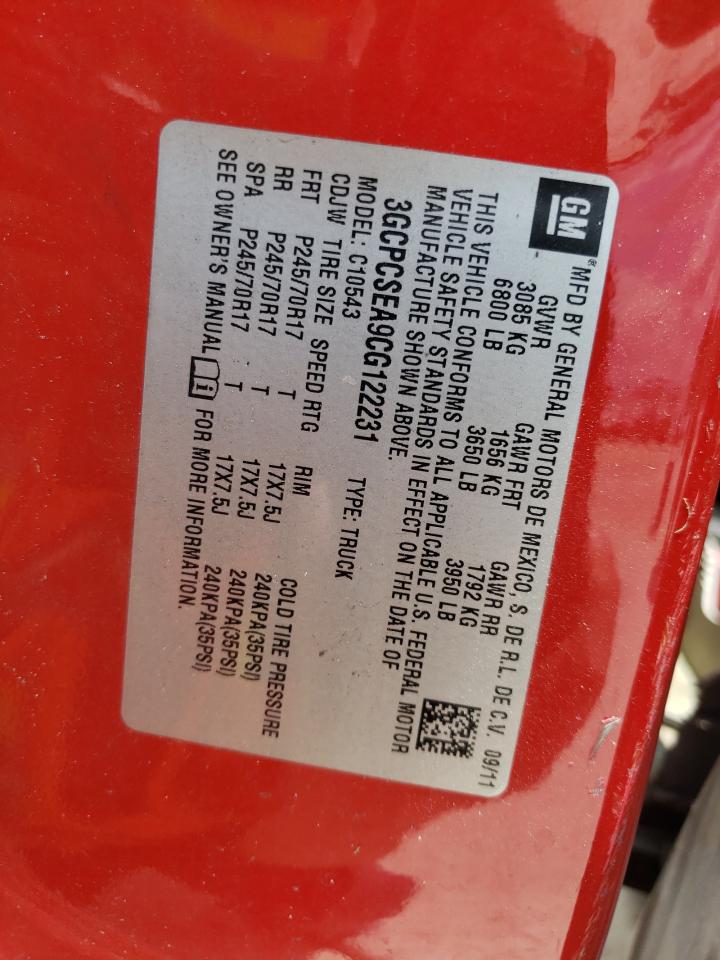 GM ® MFD BY GENERAL MOTORS DE MEXICO, S. DE R.L. DE C.V. 09/11
GVWR GAWR FRT GAWR RR
3085 KG 1656 KG 1792 KG
6800 LB 3650 LB 3950 LB
THIS VEHICLE CONFORMS TO ALL APPLICABLE U.S. FEDERAL MOTOR
VEHICLE SAFETY STANDARDS IN EFFECT ON THE DATE OF
MANUFACTURE SHOWN ABOVE.
3GCPCSEA9CG122231 TYPE: TRUCK
MODEL: C10543
CDJW TIRE SIZE SPEED RTG RIM COLD TIRE PRESSURE
FRT P245/70R17 T 17X7.5J 240KPA(35PSI)
RR P245/70R17 T 17X7.5J 240KPA(35PSI)
SPA P245/70R17 T 17X7.5J 240KPA(35PSI)
SEE OWNER'S MANUAL i FOR MORE INFORMATION.